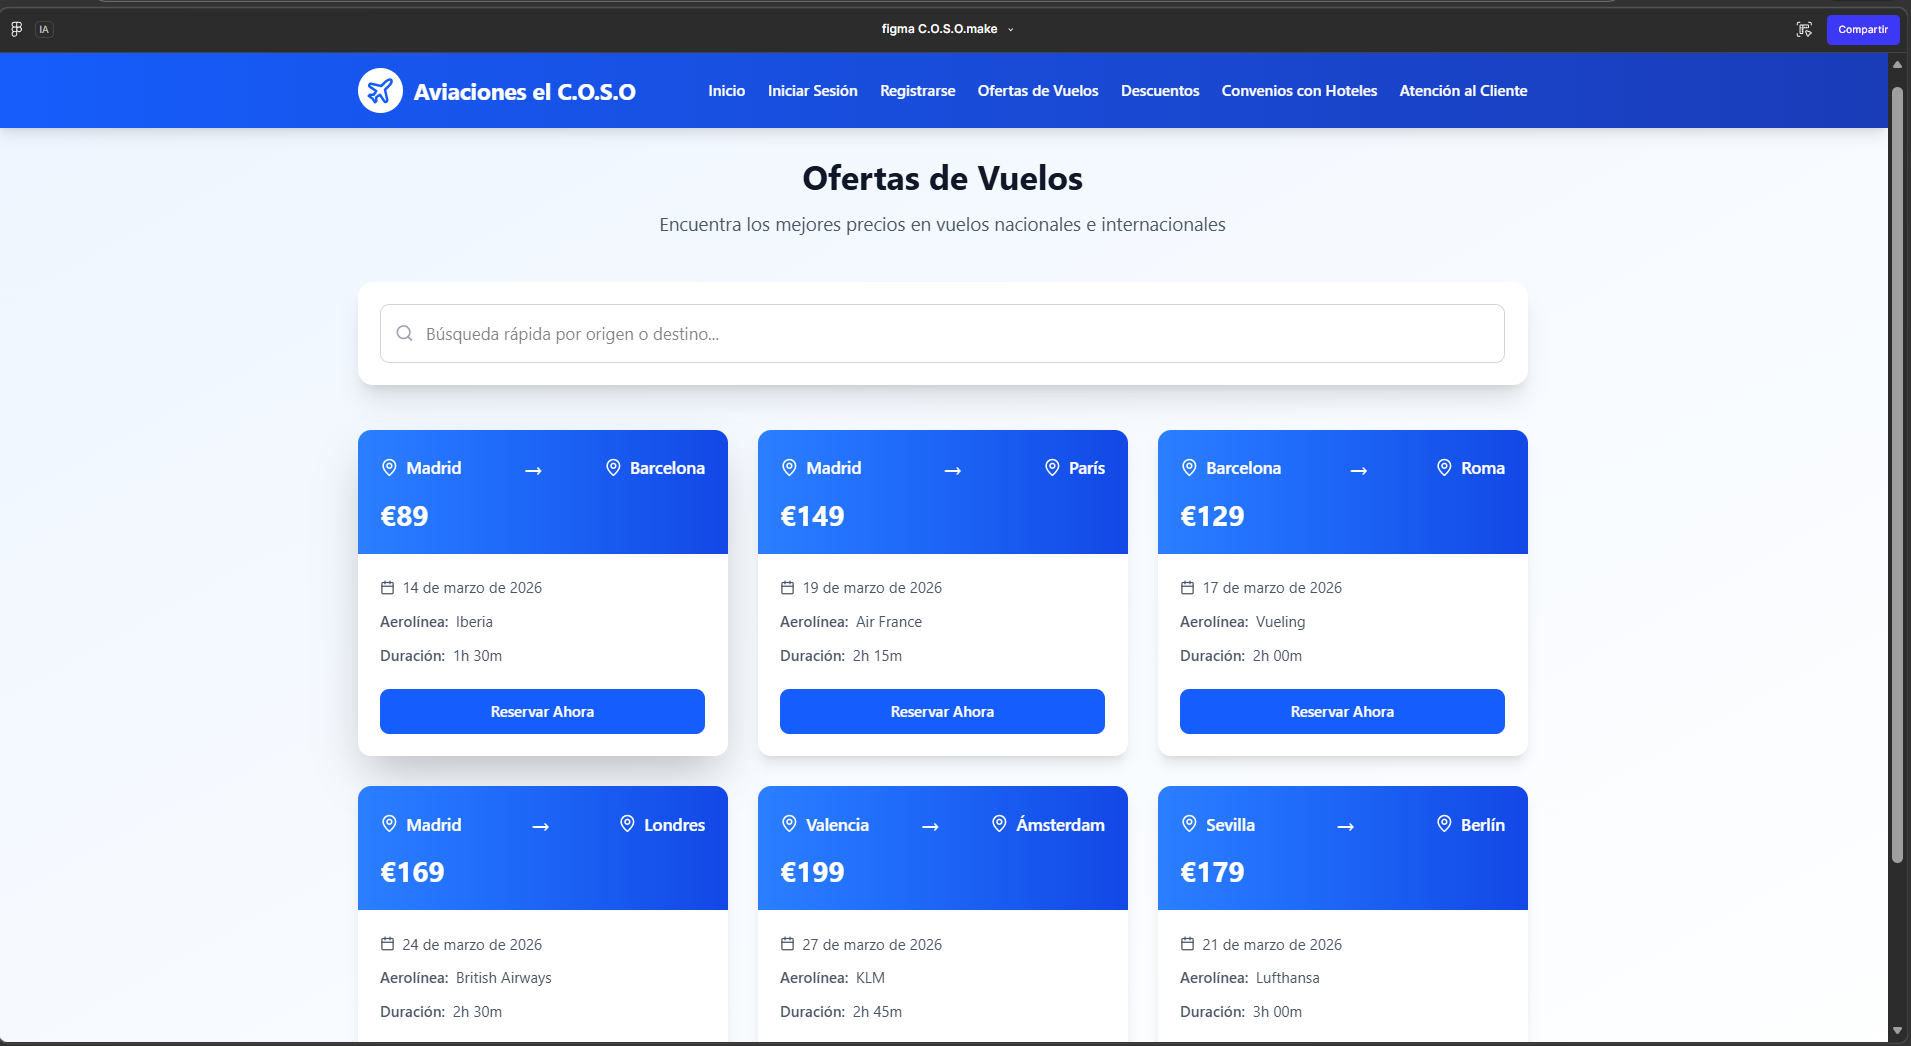 IA
figma C.O.S.O.make
Compartir
Aviaciones el C.O.S.O
Inicio Iniciar Sesión Registrarse Ofertas de Vuelos Descuentos Convenios con Hoteles Atención al Cliente
Ofertas de Vuelos
Encuentra los mejores precios en vuelos nacionales e internacionales
Búsqueda rápida por origen o destino...
Madrid → Barcelona
€89
14 de marzo de 2026
Aerolínea: Iberia
Duración: 1h 30m
Reservar Ahora
Madrid → París
€149
19 de marzo de 2026
Aerolínea: Air France
Duración: 2h 15m
Reservar Ahora
Barcelona → Roma
€129
17 de marzo de 2026
Aerolínea: Vueling
Duración: 2h 00m
Reservar Ahora
Madrid → Londres
€169
24 de marzo de 2026
Aerolínea: British Airways
Duración: 2h 30m
Valencia → Ámsterdam
€199
27 de marzo de 2026
Aerolínea: KLM
Duración: 2h 45m
Sevilla → Berlín
€179
21 de marzo de 2026
Aerolínea: Lufthansa
Duración: 3h 00m